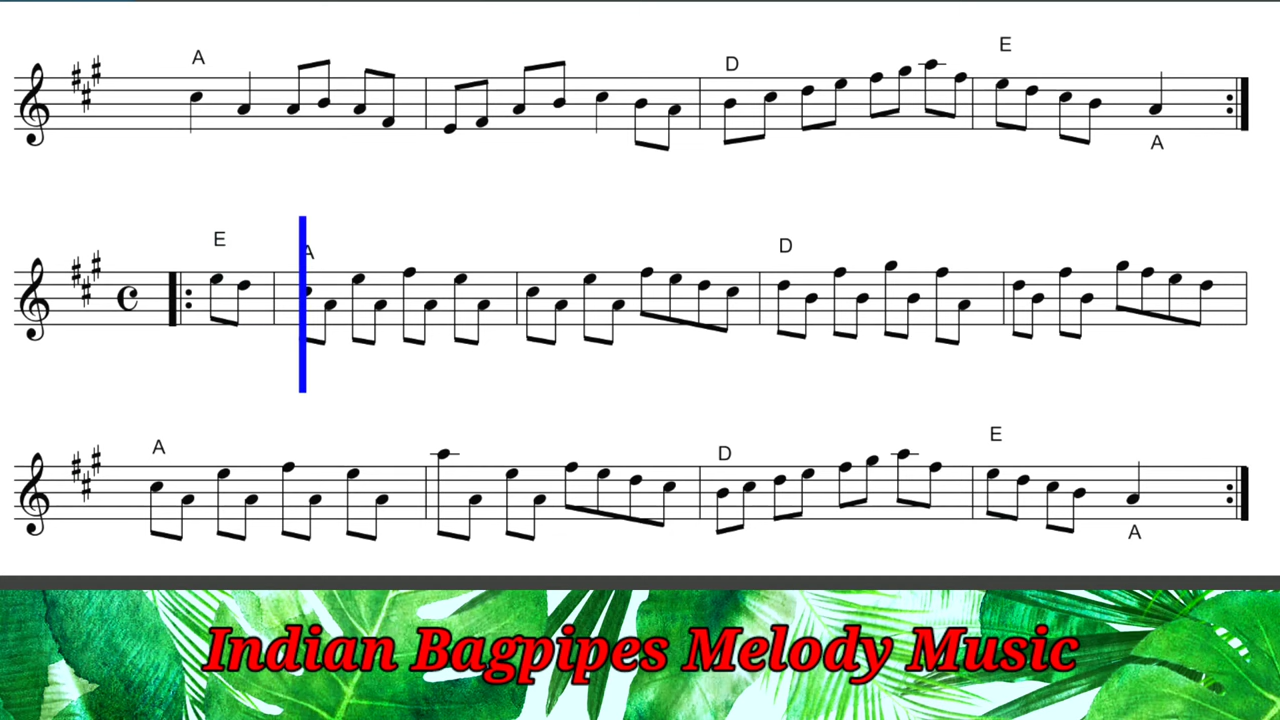 A D E
A
E A D
A D E
A
Indian Bagpipes Melody Music